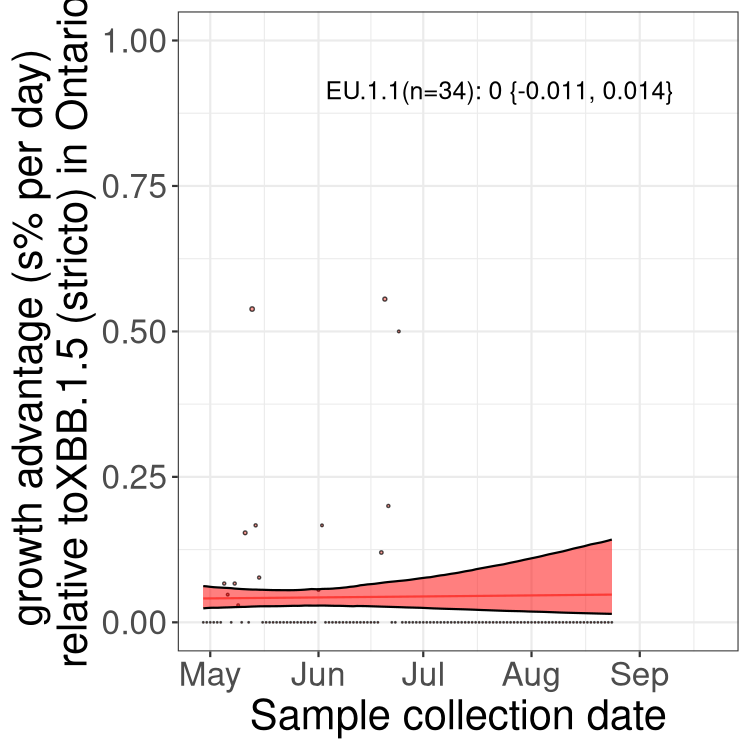 growth advantage (s% per day)
relative toXBB.1.5 (stricto) in Ontario
1.00
0.75
0.50
0.25
0.00
EU.1.1(n=34): 0 {-0.011, 0.014}
May Jun Jul Aug Sep
Sample collection date